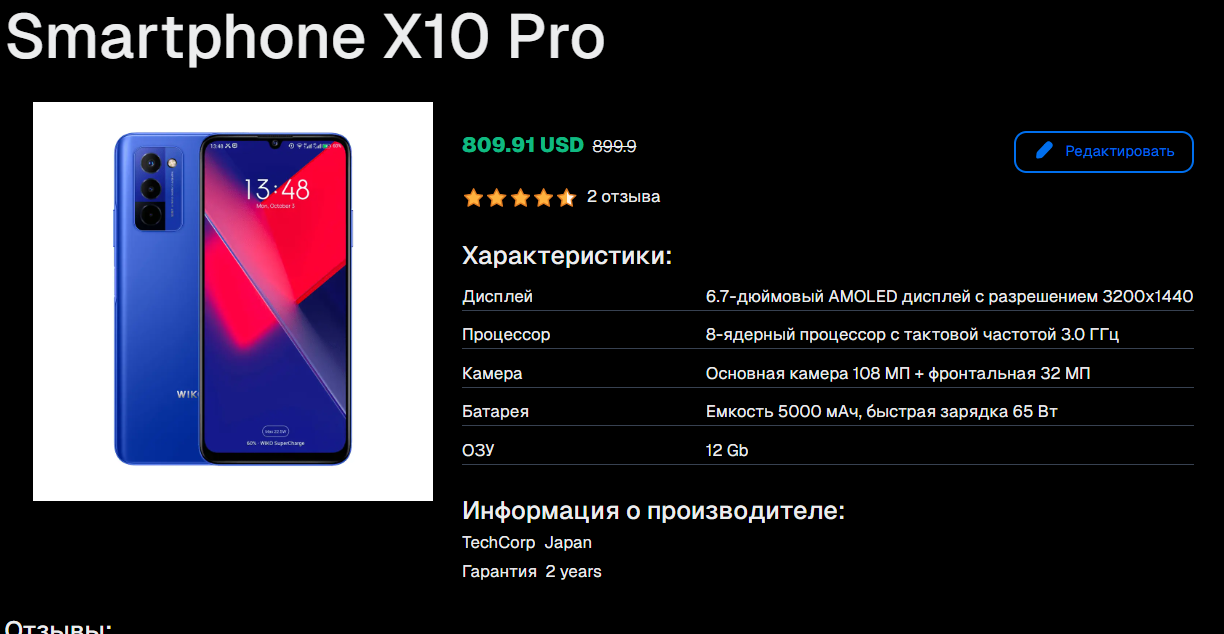 Smartphone X10 Pro
809.91 USD 899.9
Редактировать
2 отзыва
Характеристики:
Дисплей 6.7-дюймовый AMOLED дисплей с разрешением 3200x1440
Процессор 8-ядерный процессор с тактовой частотой 3.0 ГГц
Камера Основная камера 108 МП + фронтальная 32 МП
Батарея Емкость 5000 мАч, быстрая зарядка 65 Вт
ОЗУ 12 Gb
Информация о производителе:
TechCorp Japan
Гарантия 2 years
Отзывы:
13:48
Mon, October 3
WIKO
60% · WIKO SuperCharge